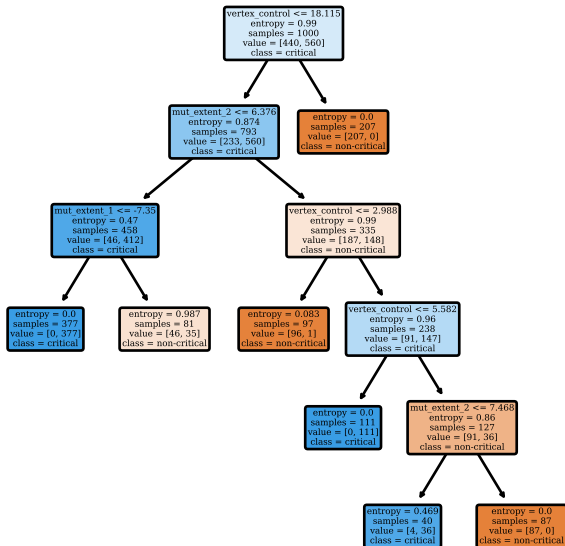 vertex_control <= 18.115
entropy = 0.99
samples = 1000
value = [440, 560]
class = critical
mut_extent_2 <= 6.376
entropy = 0.874
samples = 793
value = [233, 560]
class = critical
entropy = 0.0
samples = 207
value = [207, 0]
class = non-critical
mut_extent_1 <= -7.35
entropy = 0.47
samples = 458
value = [46, 412]
class = critical
vertex_control <= 2.988
entropy = 0.99
samples = 335
value = [187, 148]
class = non-critical
entropy = 0.0
samples = 377
value = [0, 377]
class = critical
entropy = 0.987
samples = 81
value = [46, 35]
class = non-critical
entropy = 0.083
samples = 97
value = [96, 1]
class = non-critical
vertex_control <= 5.582
entropy = 0.96
samples = 238
value = [91, 147]
class = critical
entropy = 0.0
samples = 111
value = [0, 111]
class = critical
mut_extent_2 <= 7.468
entropy = 0.86
samples = 127
value = [91, 36]
class = non-critical
entropy = 0.469
samples = 40
value = [4, 36]
class = critical
entropy = 0.0
samples = 87
value = [87, 0]
class = non-critical